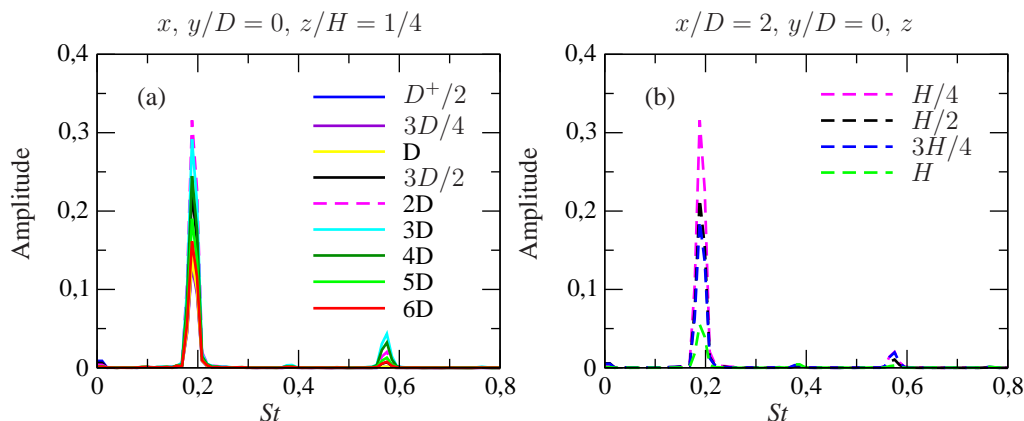 x, y/D = 0, z/H = 1/4
x/D = 2, y/D = 0, z
0,4
0,3
0,2
0,1
0
Amplitude
(a)
D⁺/2
3D/4
D
3D/2
2D
3D
4D
5D
6D
0
0,2
0,4
0,6
0,8
St
0,4
0,3
0,2
0,1
0
Amplitude
(b)
H/4
H/2
3H/4
H
0
0,2
0,4
0,6
0,8
St